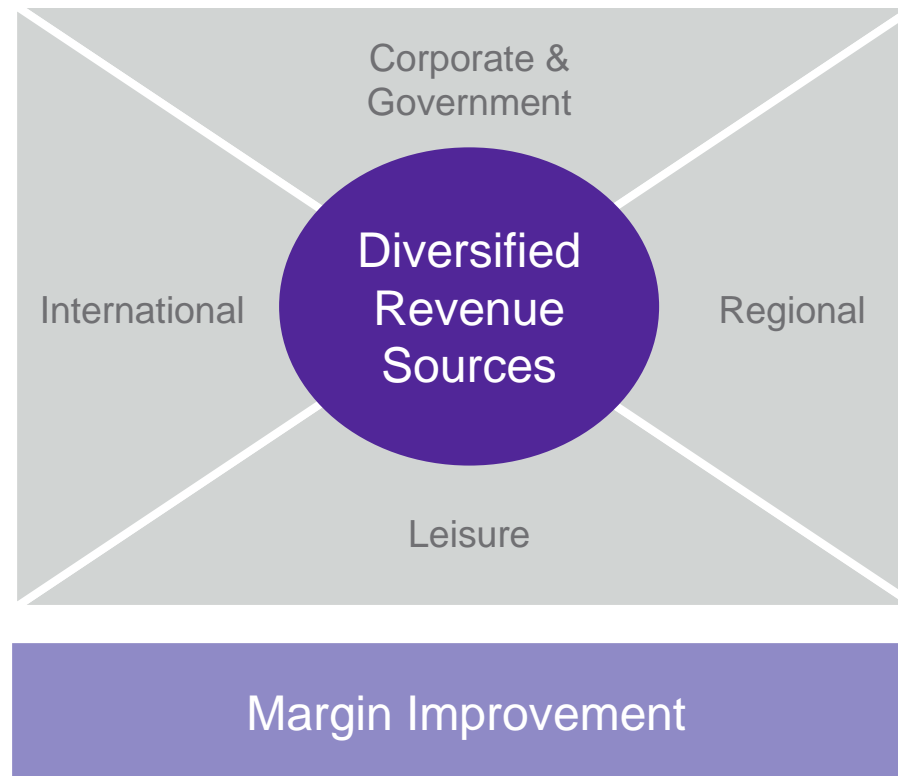 Corporate &
Government
Diversified
Revenue
Sources
International
Regional
Leisure
Margin Improvement